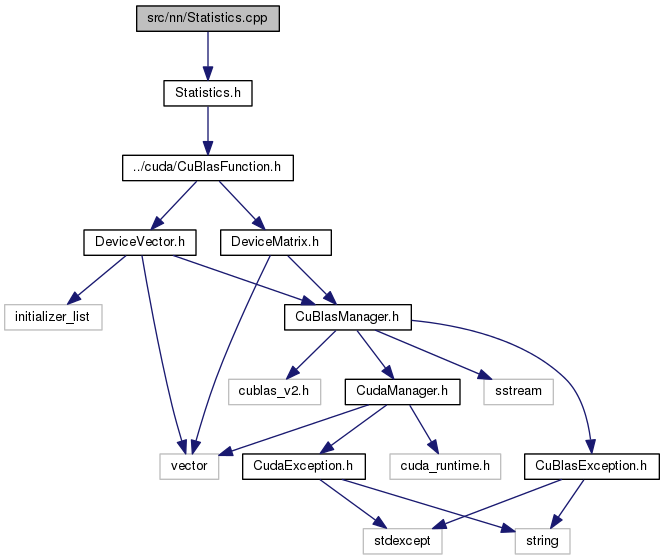 src/nn/Statistics.cpp
Statistics.h
../cuda/CuBlasFunction.h
DeviceVector.h
DeviceMatrix.h
initializer_list
CuBlasManager.h
cublas_v2.h
CudaManager.h
sstream
vector
CudaException.h
cuda_runtime.h
CuBlasException.h
stdexcept
string